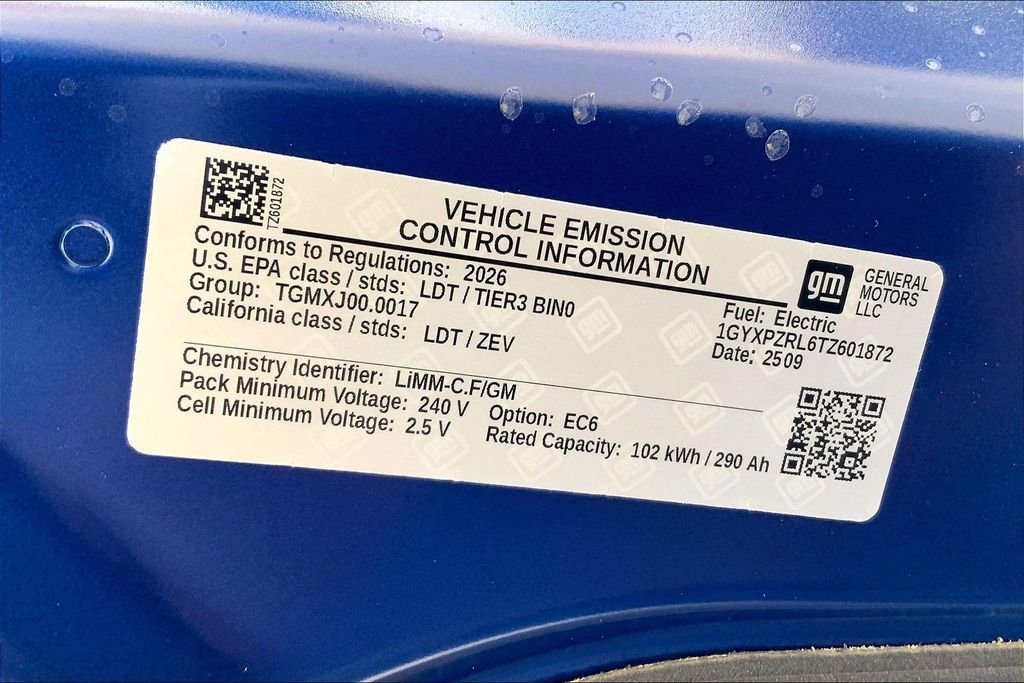 TZ601872
VEHICLE EMISSION
CONTROL INFORMATION
gm
GENERAL
MOTORS
LLC
Conforms to Regulations: 2026
U.S. EPA class / stds: LDT / TIER3 BIN0
Group: TGMXJ00.0017
California class / stds: LDT / ZEV
Fuel: Electric
1GYXPZRL6TZ601872
Date: 2509
Chemistry Identifier: LiMM-C.F/GM
Pack Minimum Voltage: 240 V Option: EC6
Cell Minimum Voltage: 2.5 V Rated Capacity: 102 kWh / 290 Ah